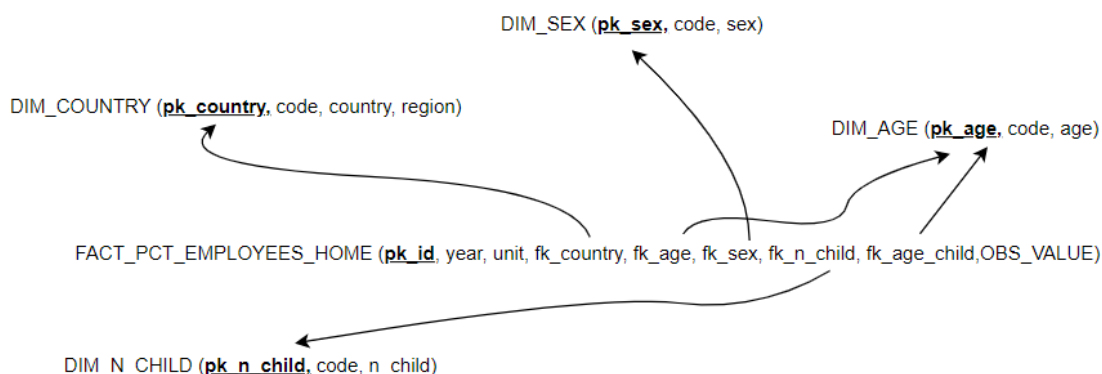 DIM_SEX (pk_sex, code, sex)
DIM_COUNTRY (pk_country, code, country, region)
DIM_AGE (pk_age, code, age)
FACT_PCT_EMPLOYEES_HOME (pk_id, year, unit, fk_country, fk_age, fk_sex, fk_n_child, fk_age_child,OBS_VALUE)
DIM_N_CHILD (pk_n_child, code, n_child)